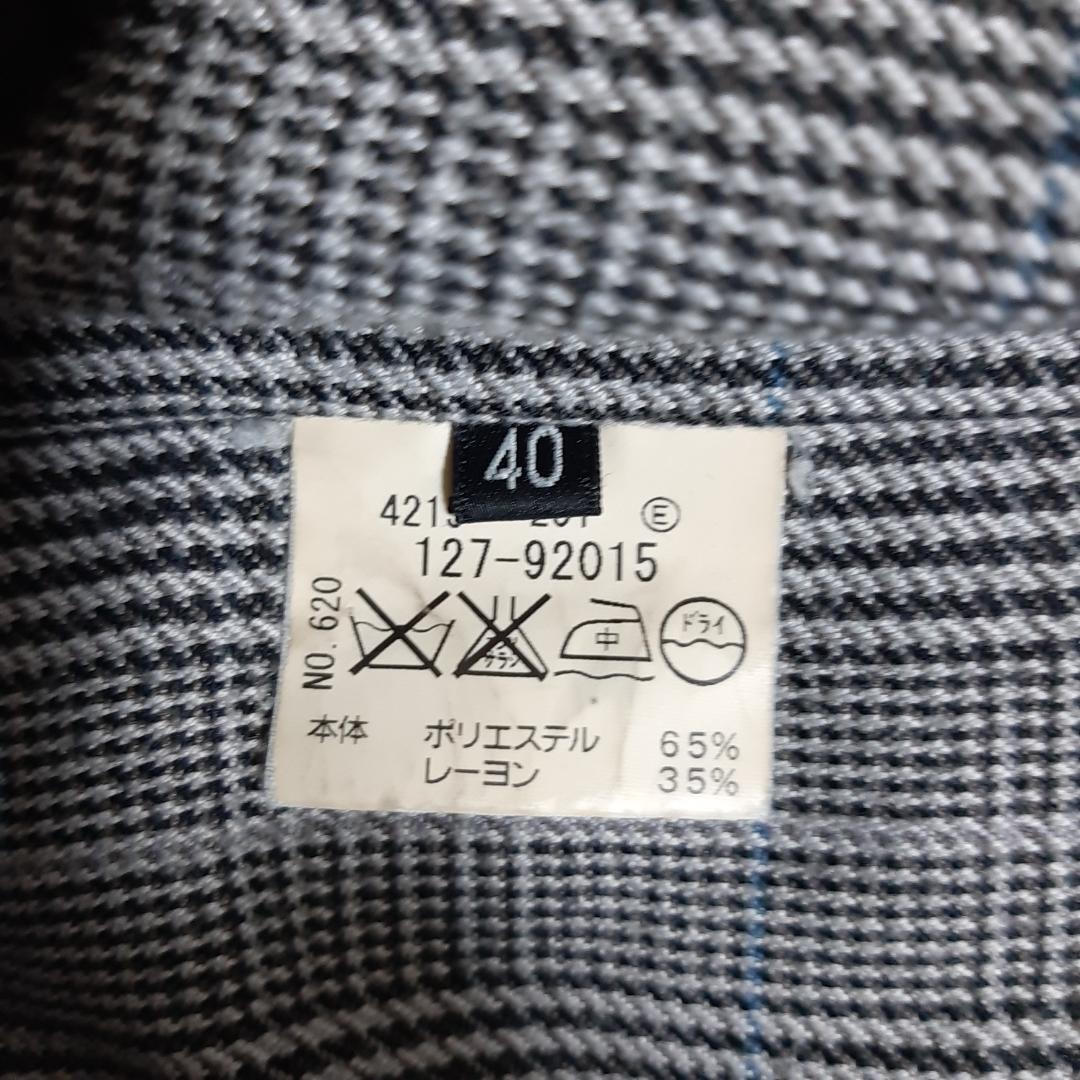 40
Ⓔ
127-92015
NO. 620
中
ドライ
本体 ポリエステル 65%
レーヨン 35%